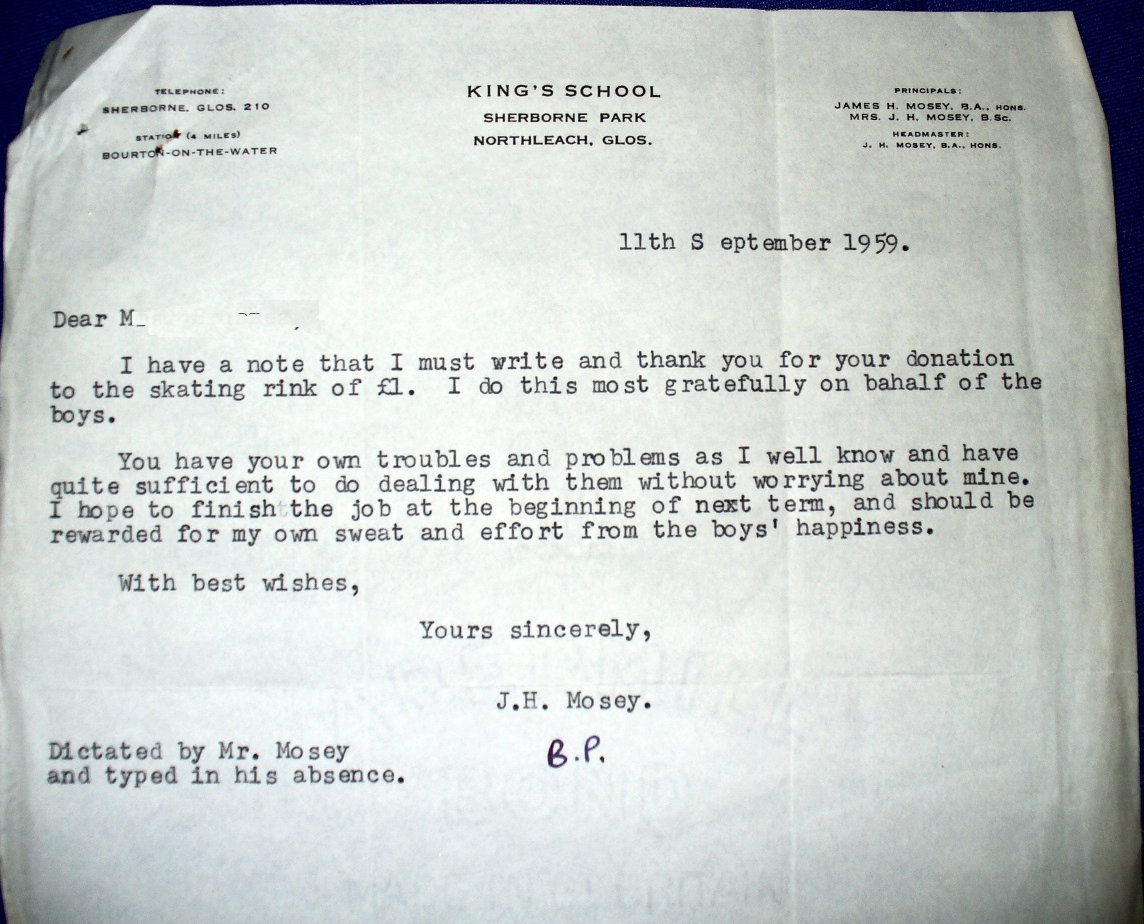 TELEPHONE:
SHERBORNE, GLOS. 210
STATION (4 MILES)
BOURTON-ON-THE-WATER
KING'S SCHOOL
SHERBORNE PARK
NORTHLEACH, GLOS.
PRINCIPALS:
JAMES H. MOSEY, B.A., HONS.
MRS. J. H. MOSEY, B.Sc.
HEADMASTER:
J. H. MOSEY, B.A., HONS.
11th S eptember 1959.
Dear M
I have a note that I must write and thank you for your donation
to the skating rink of £1. I do this most gratefully on bahalf of the
boys.
You have your own troubles and problems as I well know and have
quite sufficient to do dealing with them without worrying about mine.
I hope to finish the job at the beginning of next term, and should be
rewarded for my own sweat and effort from the boys' happiness.
With best wishes,
Yours sincerely,
J.H. Mosey.
B.P.
Dictated by Mr. Mosey
and typed in his absence.